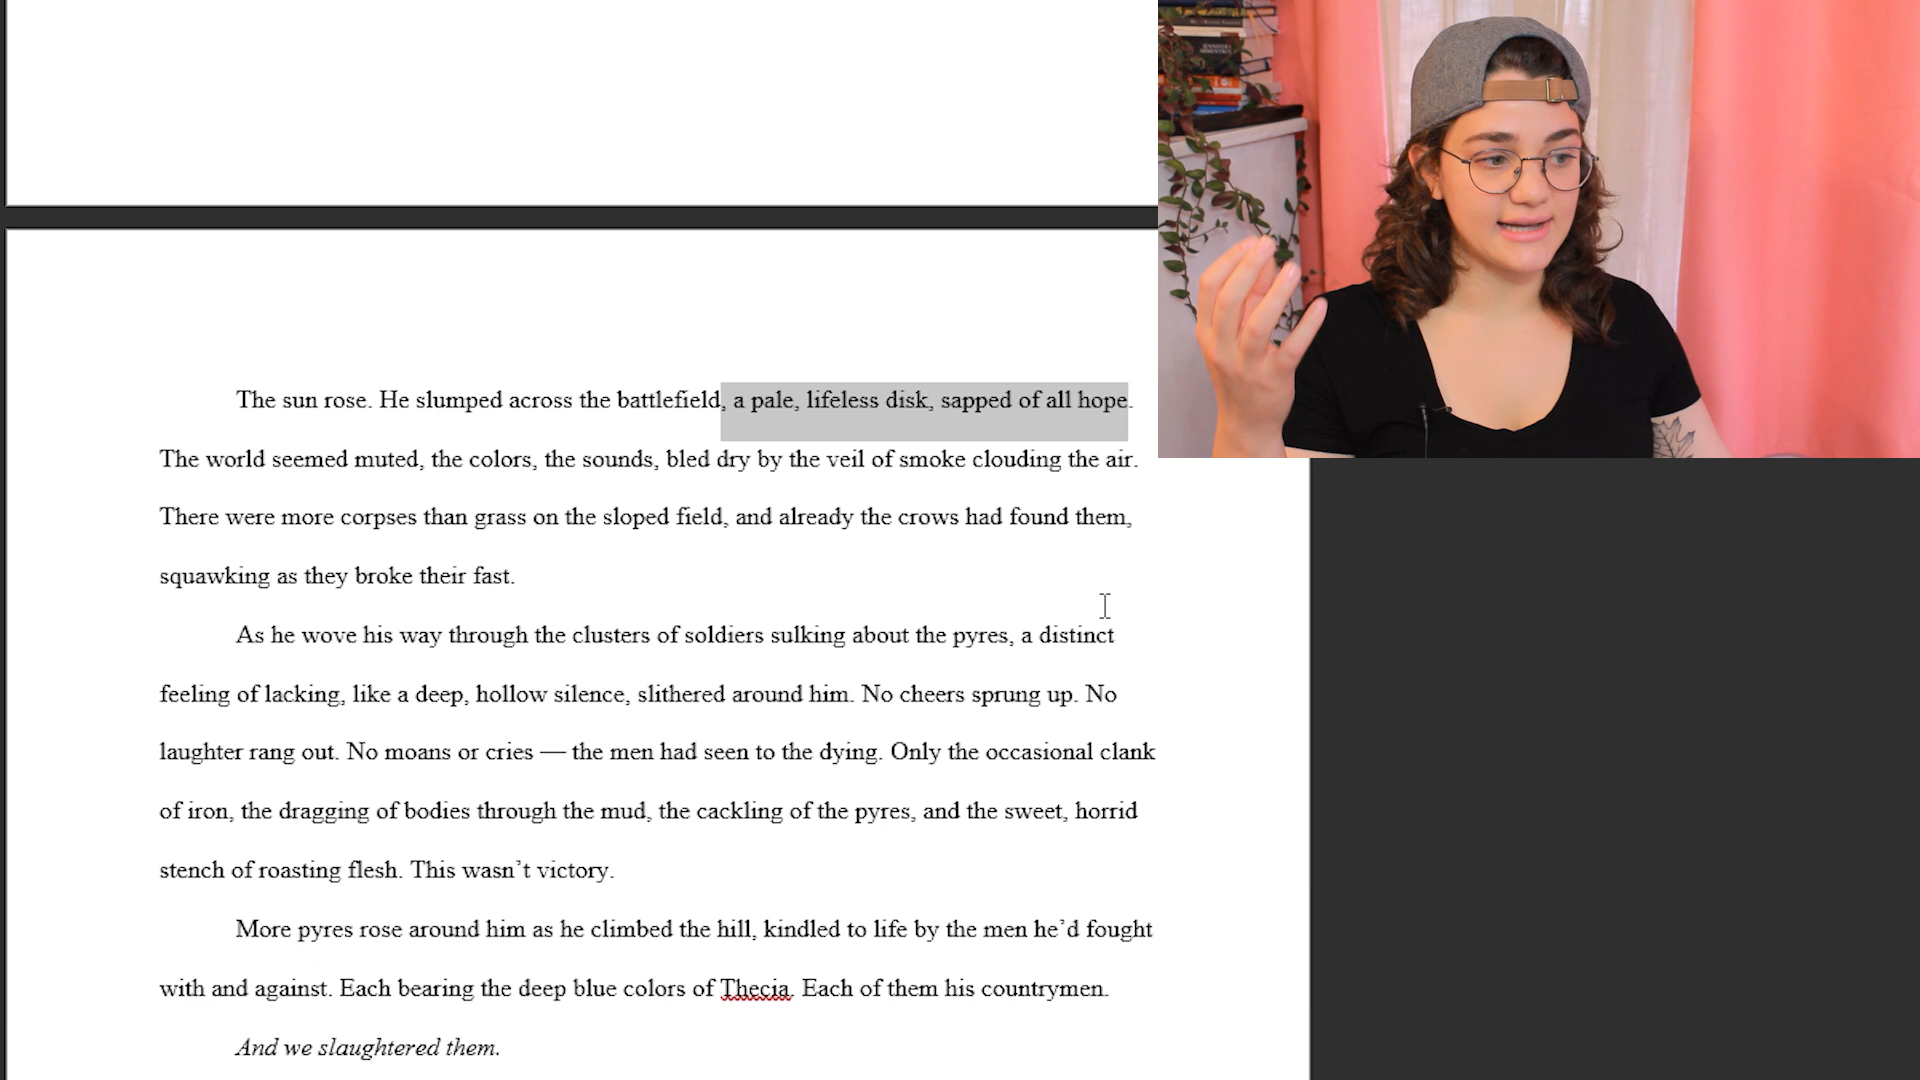 The sun rose. He slumped across the battlefield, a pale, lifeless disk, sapped of all hope.
The world seemed muted, the colors, the sounds, bled dry by the veil of smoke clouding the air.
There were more corpses than grass on the sloped field, and already the crows had found them,
squawking as they broke their fast.
As he wove his way through the clusters of soldiers sulking about the pyres, a distinct
feeling of lacking, like a deep, hollow silence, slithered around him. No cheers sprung up. No
laughter rang out. No moans or cries — the men had seen to the dying. Only the occasional clank
of iron, the dragging of bodies through the mud, the cackling of the pyres, and the sweet, horrid
stench of roasting flesh. This wasn’t victory.
More pyres rose around him as he climbed the hill, kindled to life by the men he’d fought
with and against. Each bearing the deep blue colors of Thecia. Each of them his countrymen.
And we slaughtered them.